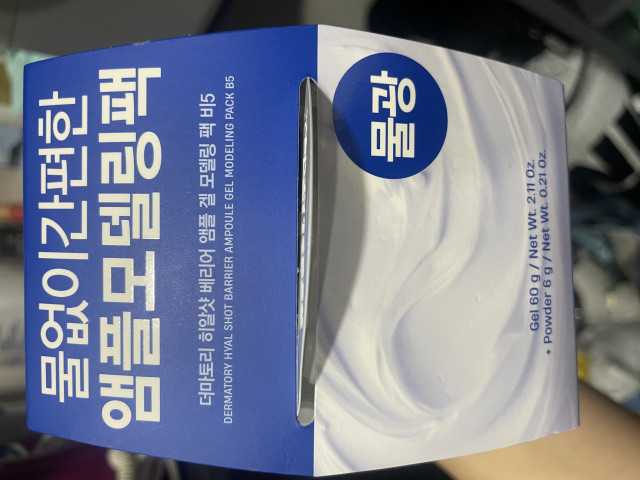 물없이간편한
앰플모델링팩
더마토리 히알샷 베리어 앰플 겔 모델링 팩 비5
DERMATORY HYAL SHOT BARRIER AMPOULE GEL MODELING PACK B5
물광
Gel 60 g / Net Wt. 2.11 Oz.
+ Powder 6 g / Net Wt. 0.21 Oz.